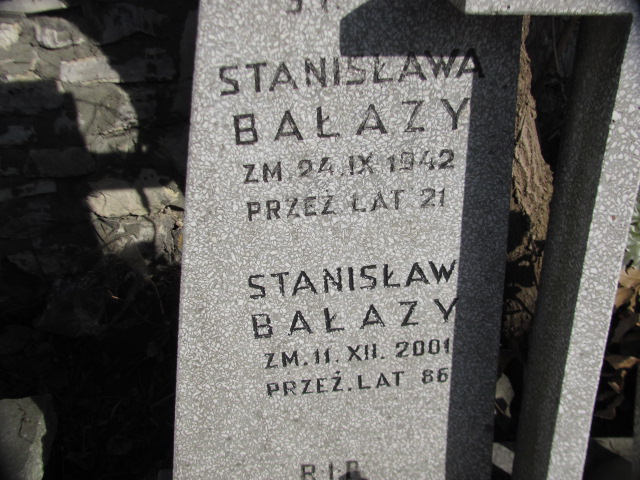 STANISŁAWA
BAŁAZY
ZM 24.IX 1942
PRZEŻ LAT 21
STANISŁAW
BAŁAZY
ZM. 11. XII. 2001
PRZEŻ. LAT 86
R.I.P.